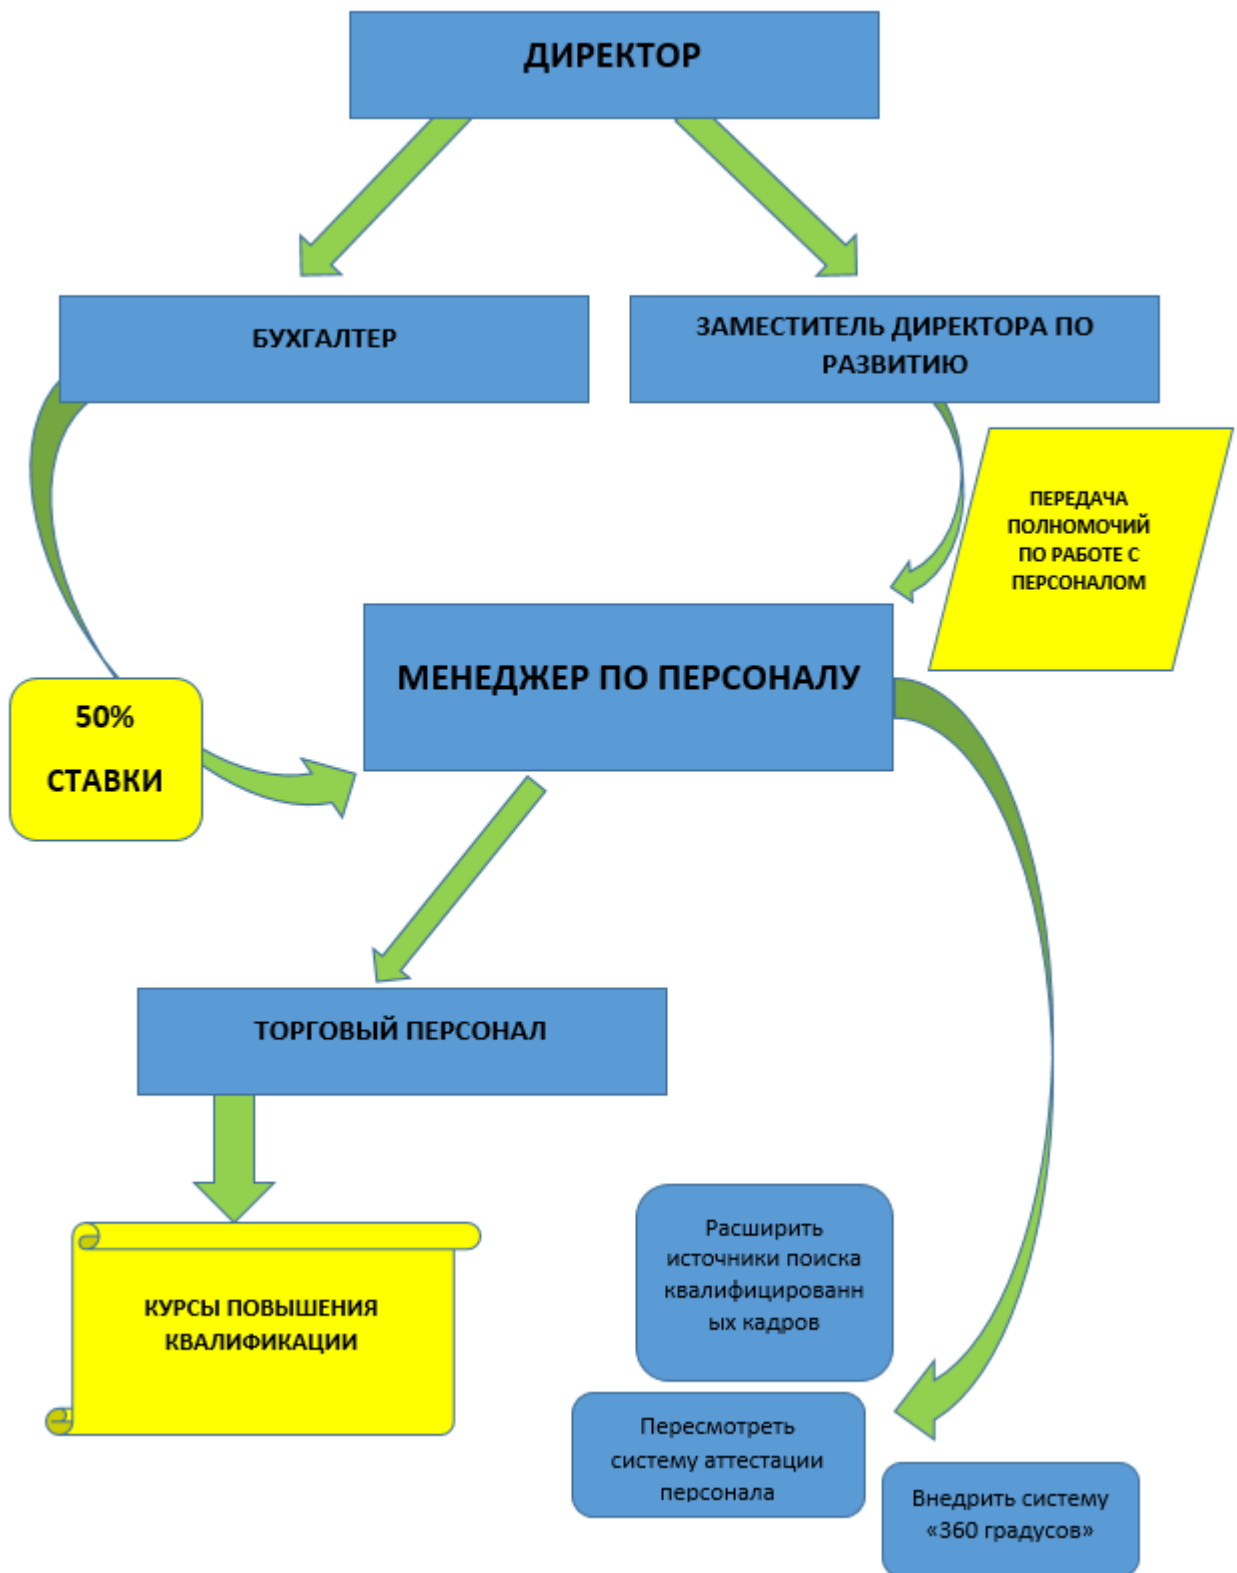 ДИРЕКТОР
БУХГАЛТЕР
ЗАМЕСТИТЕЛЬ ДИРЕКТОРА ПО
РАЗВИТИЮ
ПЕРЕДАЧА
ПОЛНОМОЧИЙ
ПО РАБОТЕ С
ПЕРСОНАЛОМ
МЕНЕДЖЕР ПО ПЕРСОНАЛУ
50%
СТАВКИ
ТОРГОВЫЙ ПЕРСОНАЛ
КУРСЫ ПОВЫШЕНИЯ
КВАЛИФИКАЦИИ
Расширить
источники поиска
квалифицированн
ых кадров
Пересмотреть
систему аттестации
персонала
Внедрить систему
«360 градусов»